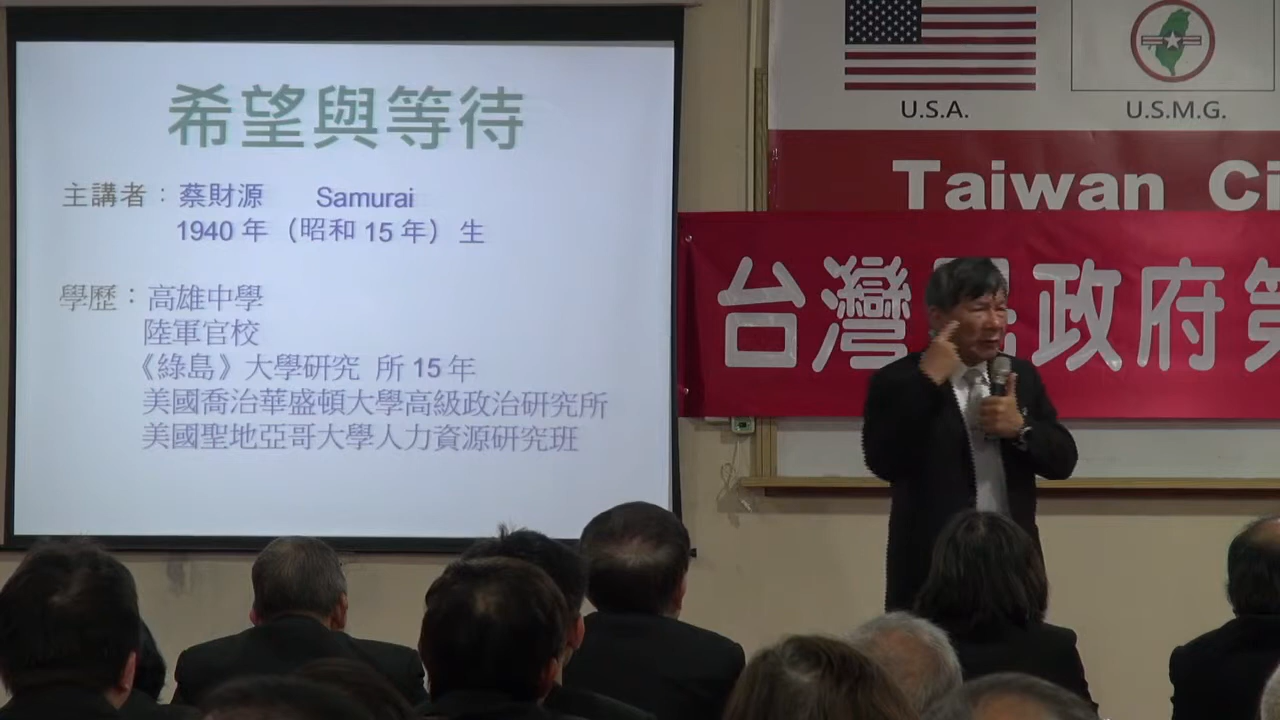 希望與等待
主講者：蔡財源 Samurai
1940 年（昭和 15 年）生
學歷：高雄中學
陸軍官校
《綠島》大學研究 所 15 年
美國喬治華盛頓大學高級政治研究所
美國聖地亞哥大學人力資源研究班
U.S.A.
U.S.M.G.
Taiwan Ci
台灣民政府第